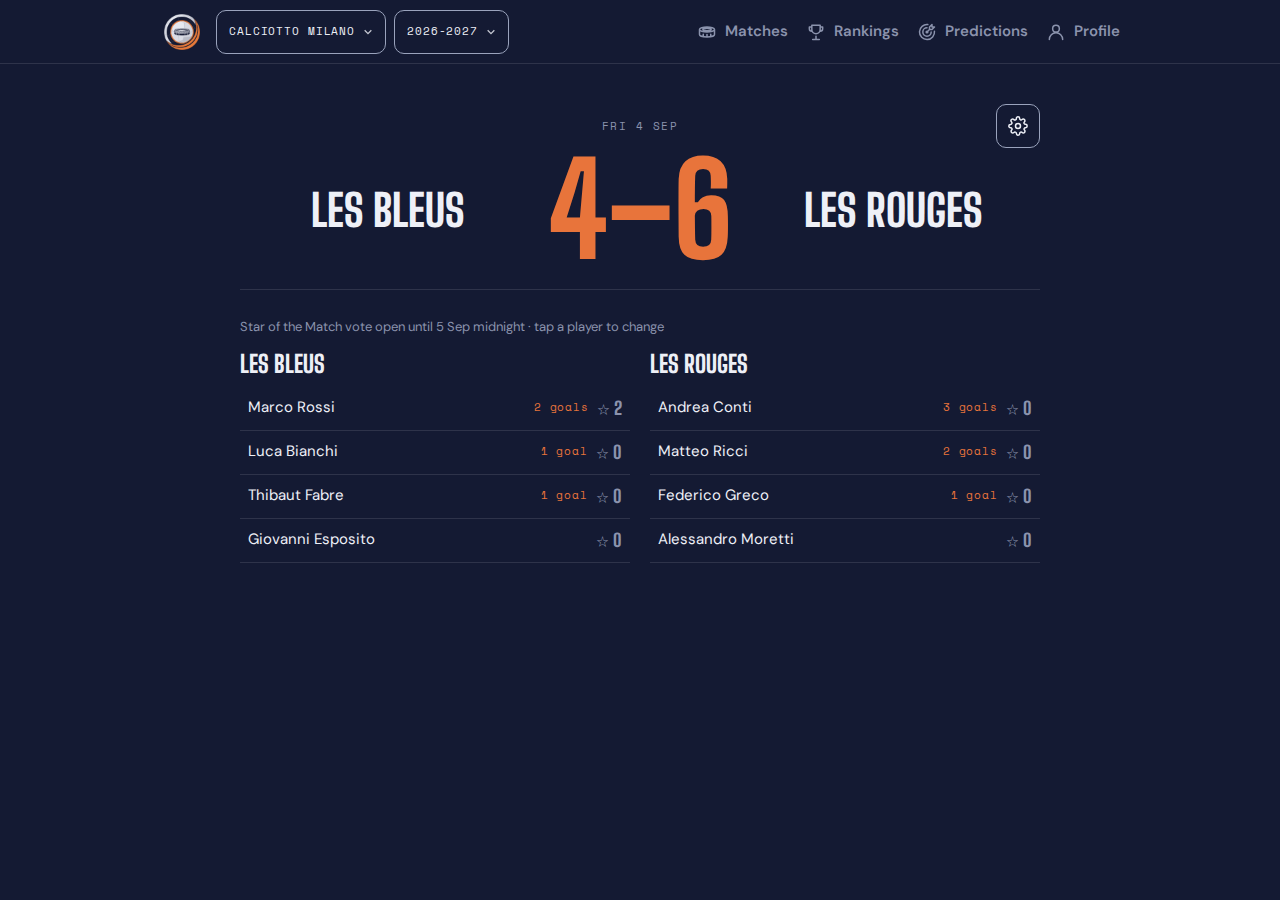 CALCIOTTO MILANO
2026-2027
Matches
Rankings
Predictions
Profile
FRI 4 SEP
LES BLEUS
4–6
LES ROUGES
Star of the Match vote open until 5 Sep midnight · tap a player to change
LES BLEUS
Marco Rossi 2 goals ☆ 2
Luca Bianchi 1 goal ☆ 0
Thibaut Fabre 1 goal ☆ 0
Giovanni Esposito ☆ 0
LES ROUGES
Andrea Conti 3 goals ☆ 0
Matteo Ricci 2 goals ☆ 0
Federico Greco 1 goal ☆ 0
Alessandro Moretti ☆ 0